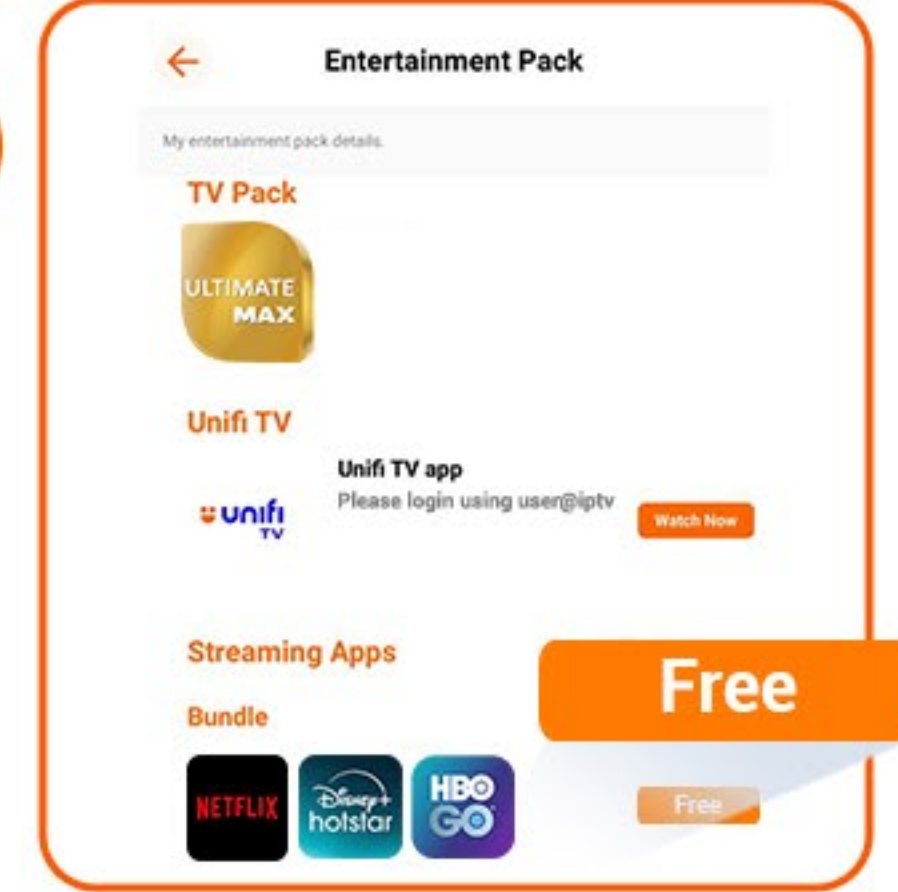 Entertainment Pack
My entertainment pack details.
TV Pack
ULTIMATE
MAX
Unifi TV
Unifi TV app
Please login using user@iptv
unifi
TV
Watch Now
Streaming Apps
Free
Bundle
NETFLIX
Disney+
hotstar
HBO
GO
Free